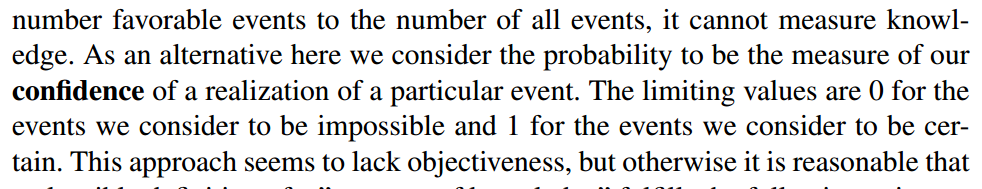 number favorable events to the number of all events, it cannot measure knowl-
edge. As an alternative here we consider the probability to be the measure of our
confidence of a realization of a particular event. The limiting values are 0 for the
events we consider to be impossible and 1 for the events we consider to be cer-
tain. This approach seems to lack objectiveness, but otherwise it is reasonable that